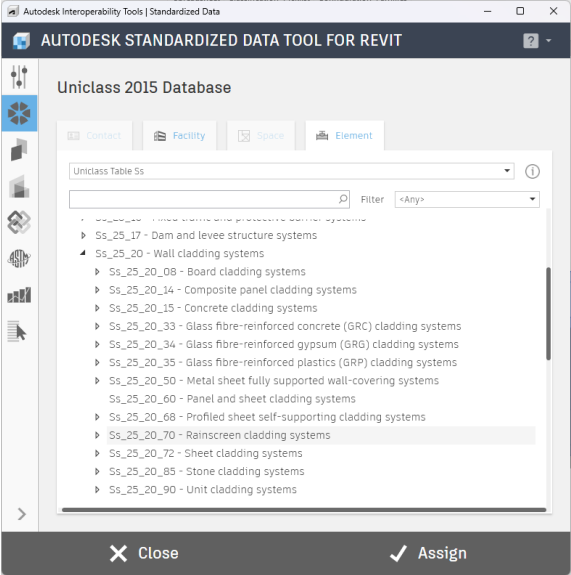 Autodesk Interoperability Tools | Standardized Data
AUTODESK STANDARDIZED DATA TOOL FOR REVIT
?
Uniclass 2015 Database
Contact
Facility
Space
Element
Uniclass Table Ss
i
Filter
<Any>
Ss_25_17 - Dam and levee structure systems
Ss_25_20 - Wall cladding systems
Ss_25_20_08 - Board cladding systems
Ss_25_20_14 - Composite panel cladding systems
Ss_25_20_15 - Concrete cladding systems
Ss_25_20_33 - Glass fibre-reinforced concrete (GRC) cladding systems
Ss_25_20_34 - Glass fibre-reinforced gypsum (GRG) cladding systems
Ss_25_20_35 - Glass fibre-reinforced plastics (GRP) cladding systems
Ss_25_20_50 - Metal sheet fully supported wall-covering systems
Ss_25_20_60 - Panel and sheet cladding systems
Ss_25_20_68 - Profiled sheet self-supporting cladding systems
Ss_25_20_70 - Rainscreen cladding systems
Ss_25_20_72 - Sheet cladding systems
Ss_25_20_85 - Stone cladding systems
Ss_25_20_90 - Unit cladding systems
ASTM
Close
Assign